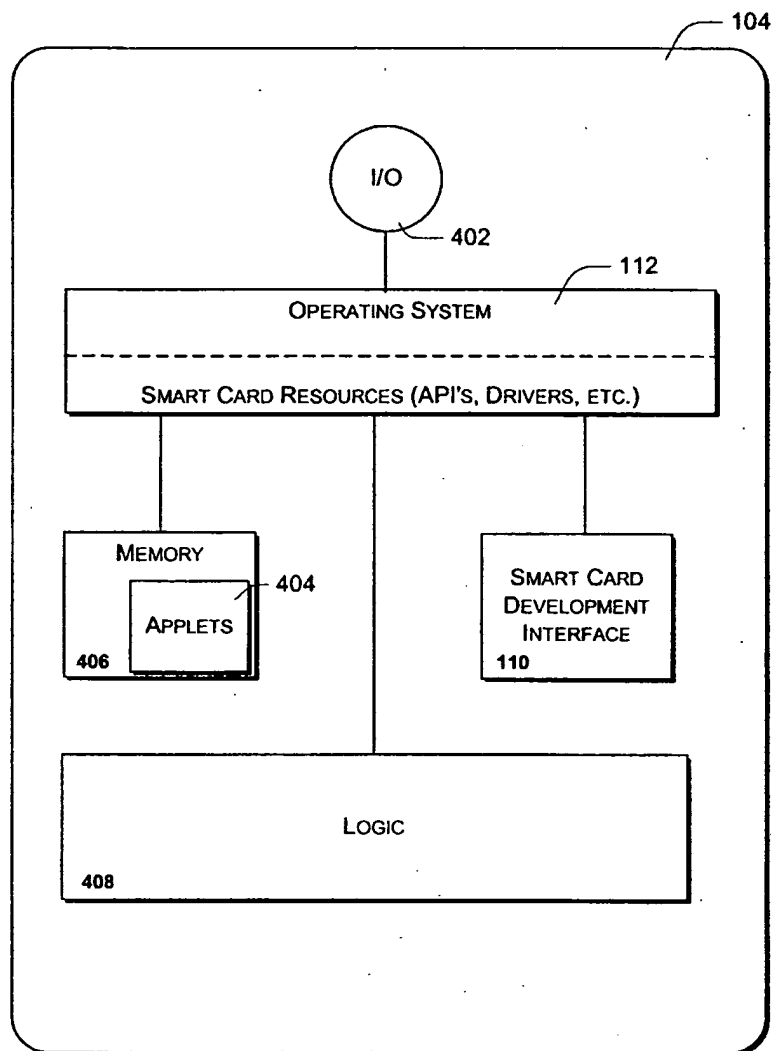 104
I/O
402
112
OPERATING SYSTEM
SMART CARD RESOURCES (API'S, DRIVERS, ETC.)
MEMORY
404
APPLETS
406
SMART CARD
DEVELOPMENT
INTERFACE
110
LOGIC
408